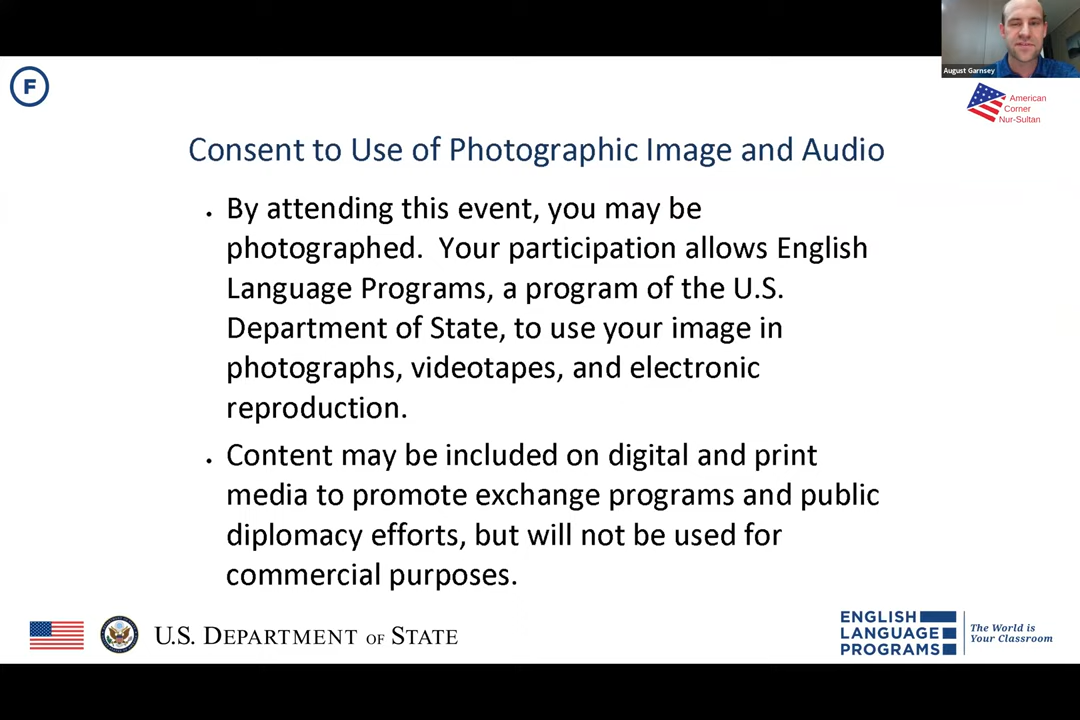 August Garnsey
F
American
Corner
Nur-Sultan
Consent to Use of Photographic Image and Audio
• By attending this event, you may be
photographed.  Your participation allows English
Language Programs, a program of the U.S.
Department of State, to use your image in
photographs, videotapes, and electronic
reproduction.
• Content may be included on digital and print
media to promote exchange programs and public
diplomacy efforts, but will not be used for
commercial purposes.
U.S. DEPARTMENT OF STATE
ENGLISH
LANGUAGE
PROGRAMS
The World is
Your Classroom